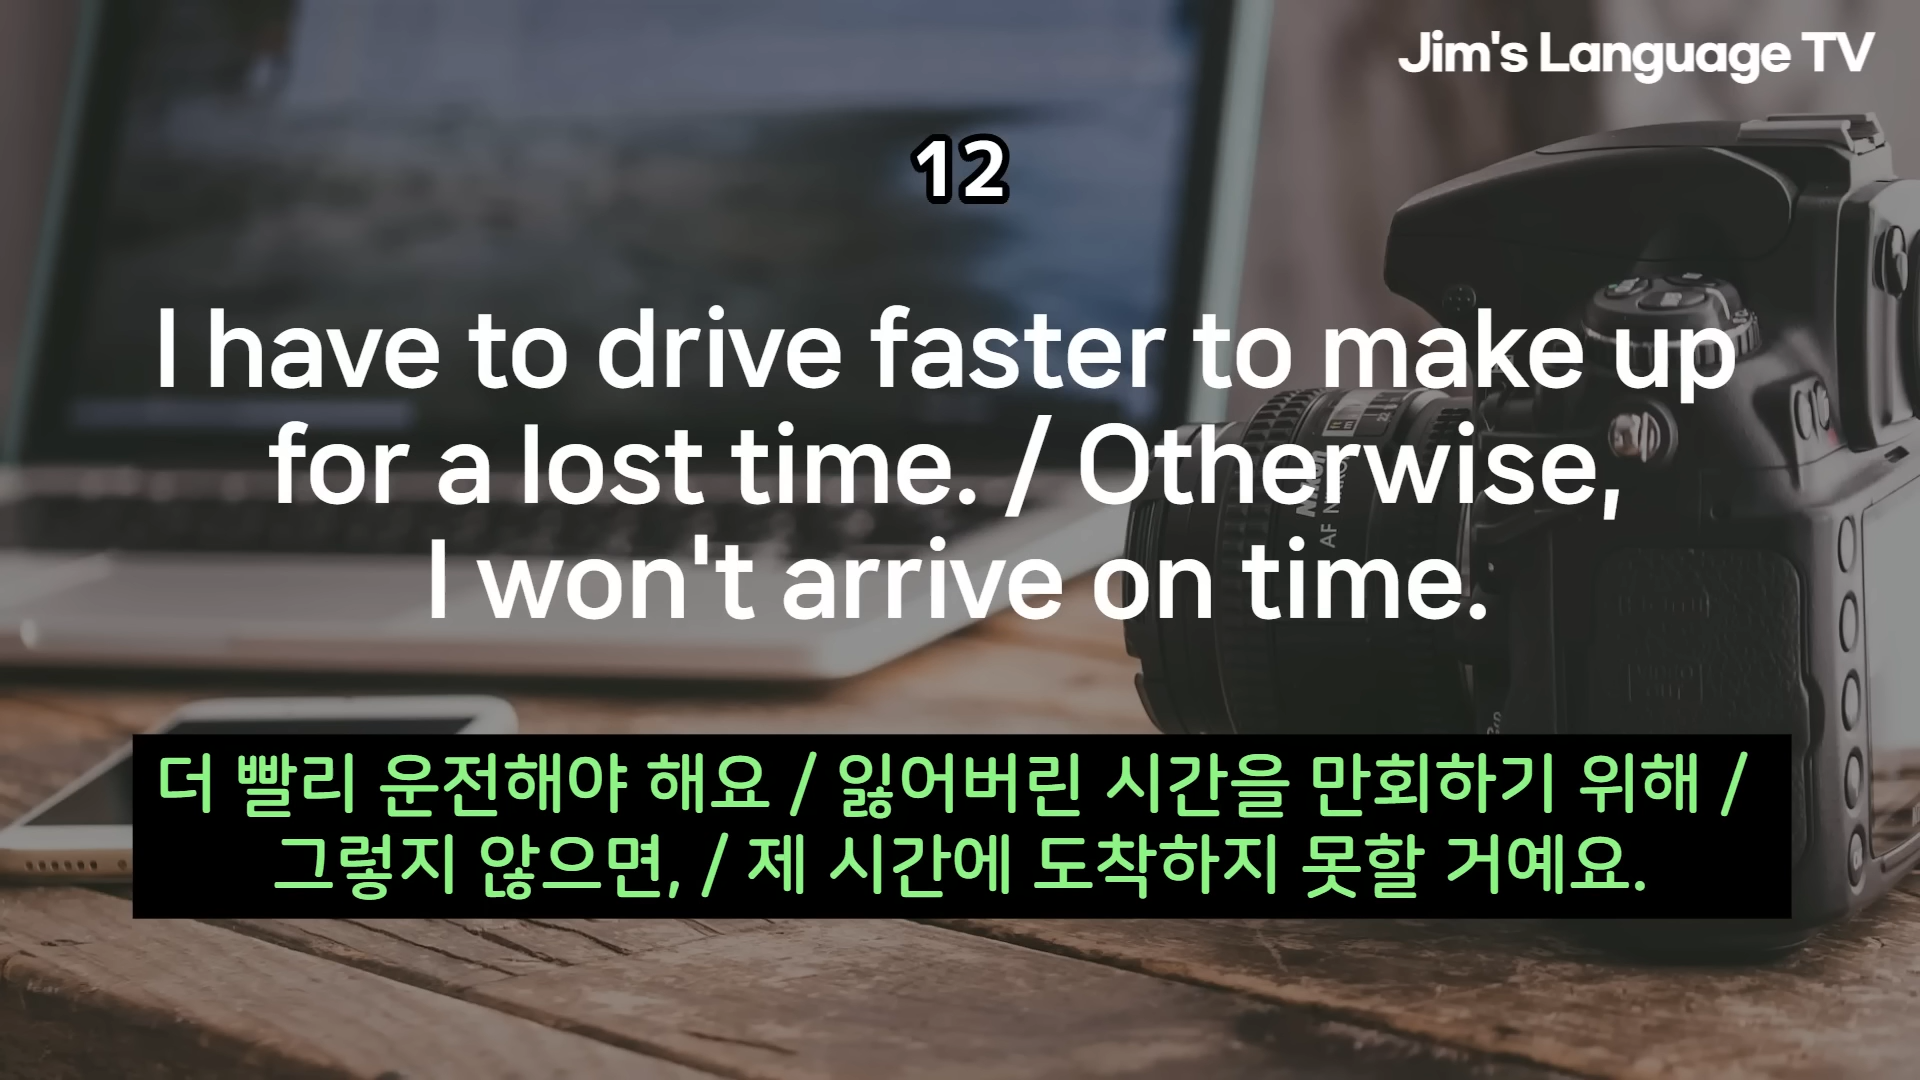 Jim's Language TV
12
I have to drive faster to make up
for a lost time. / Otherwise,
I won't arrive on time.
더 빨리 운전해야 해요 / 잃어버린 시간을 만회하기 위해 /
그렇지 않으면, / 제 시간에 도착하지 못할 거예요.
Nikon